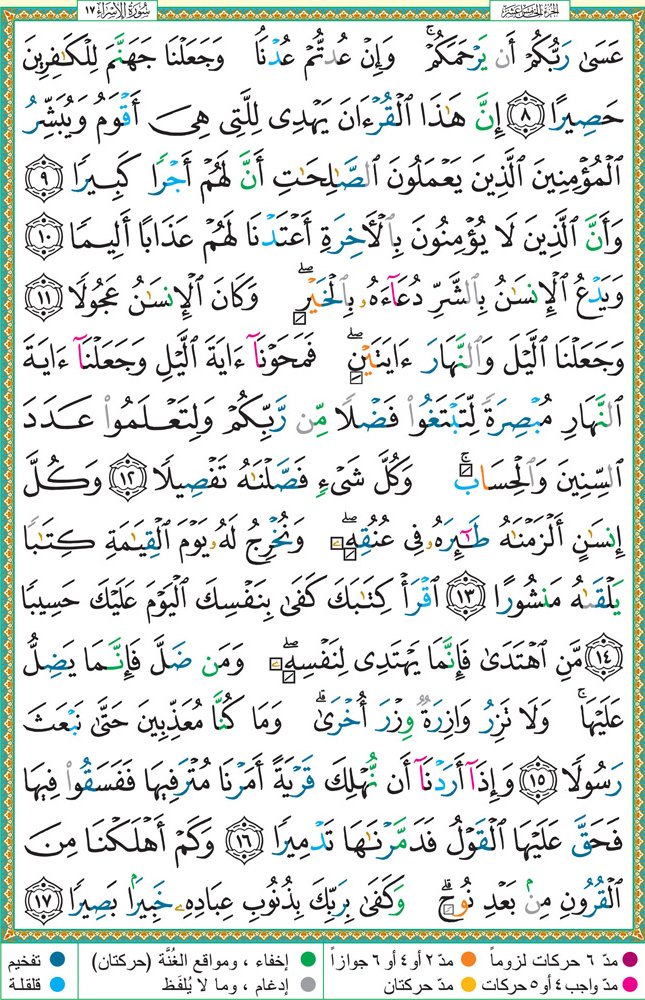 سُورَةُ الإِسْرَاءِ ١٧
الجُزْءُ الخَامِسَ عَشَرَ
عَسَىٰ رَبُّكُمْ أَن يَرْحَمَكُمْ ۚ وَإِنْ عُدتُّمْ عُدْنَا ۘ وَجَعَلْنَا جَهَنَّمَ لِلْكَٰفِرِينَ
حَصِيرًا ٨ إِنَّ هَٰذَا ٱلْقُرْءَانَ يَهْدِى لِلَّتِى هِىَ أَقْوَمُ وَيُبَشِّرُ
ٱلْمُؤْمِنِينَ ٱلَّذِينَ يَعْمَلُونَ ٱلصَّٰلِحَٰتِ أَنَّ لَهُمْ أَجْرًا كَبِيرًا ٩
وَأَنَّ ٱلَّذِينَ لَا يُؤْمِنُونَ بِٱلْءَاخِرَةِ أَعْتَدْنَا لَهُمْ عَذَابًا أَلِيمًا ١٠
وَيَدْعُ ٱلْإِنسَٰنُ بِٱلشَّرِّ دُعَآءَهُۥ بِٱلْخَيْرِ ۖ وَكَانَ ٱلْإِنسَٰنُ عَجُولًا ١١
وَجَعَلْنَا ٱلَّيْلَ وَٱلنَّهَارَ ءَايَتَيْنِ ۖ فَمَحَوْنَآ ءَايَةَ ٱلَّيْلِ وَجَعَلْنَآ ءَايَةَ
ٱلنَّهَارِ مُبْصِرَةً لِّتَبْتَغُوا۟ فَضْلًا مِّن رَّبِّكُمْ وَلِتَعْلَمُوا۟ عَدَدَ
ٱلسِّنِينَ وَٱلْحِسَابَ ۚ وَكُلَّ شَىْءٍ فَصَّلْنَٰهُ تَفْصِيلًا ١٢ وَكُلَّ
إِنسَٰنٍ أَلْزَمْنَٰهُ طَٰٓئِرَهُۥ فِى عُنُقِهِۦ ۖ وَنُخْرِجُ لَهُۥ يَوْمَ ٱلْقِيَٰمَةِ كِتَٰبًا
يَلْقَىٰهُ مَنشُورًا ١٣ ٱقْرَأْ كِتَٰبَكَ كَفَىٰ بِنَفْسِكَ ٱلْيَوْمَ عَلَيْكَ حَسِيبًا
١٤ مَّنِ ٱهْتَدَىٰ فَإِنَّمَا يَهْتَدِى لِنَفْسِهِۦ ۖ وَمَن ضَلَّ فَإِنَّمَا يَضِلُّ
عَلَيْهَا ۚ وَلَا تَزِرُ وَازِرَةٌ وِزْرَ أُخْرَىٰ ۗ وَمَا كُنَّا مُعَذِّبِينَ حَتَّىٰ نَبْعَثَ
رَسُولًا ١٥ وَإِذَآ أَرَدْنَآ أَن نُّهْلِكَ قَرْيَةً أَمَرْنَا مُتْرَفِيهَا فَفَسَقُوا۟ فِيهَا
فَحَقَّ عَلَيْهَا ٱلْقَوْلُ فَدَمَّرْنَٰهَا تَدْمِيرًا ١٦ وَكَمْ أَهْلَكْنَا مِنَ
ٱلْقُرُونِ مِنۢ بَعْدِ نُوحٍ ۗ وَكَفَىٰ بِرَبِّكَ بِذُنُوبِ عِبَادِهِۦ خَبِيرًۢا بَصِيرًا ١٧
مدّ ٦ حركات لزوماً ● مدّ ٢ أو ٤ أو ٦ جوازاً ● إخفاء ، ومواقع الغُنَّة (حركتان) ● تفخيم
مدّ واجب ٤ أو ٥ حركات ● مدّ حركتان ● إدغام ، وما لا يُلفَظ ● قلقلة